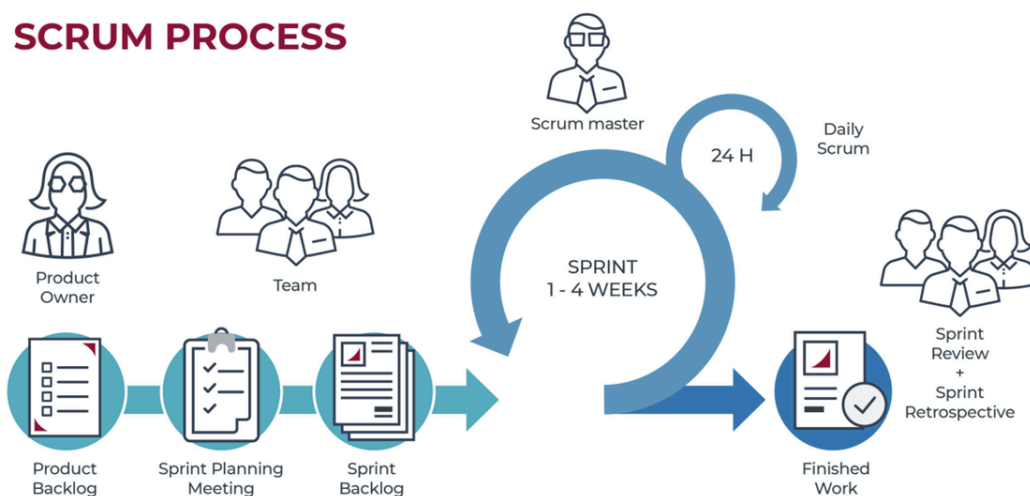 SCRUM PROCESS
Scrum master
24 H
Daily
Scrum
Product
Owner
Team
SPRINT
1 - 4 WEEKS
Sprint
Review
+
Sprint
Retrospective
Product
Backlog
Sprint Planning
Meeting
Sprint
Backlog
Finished
Work